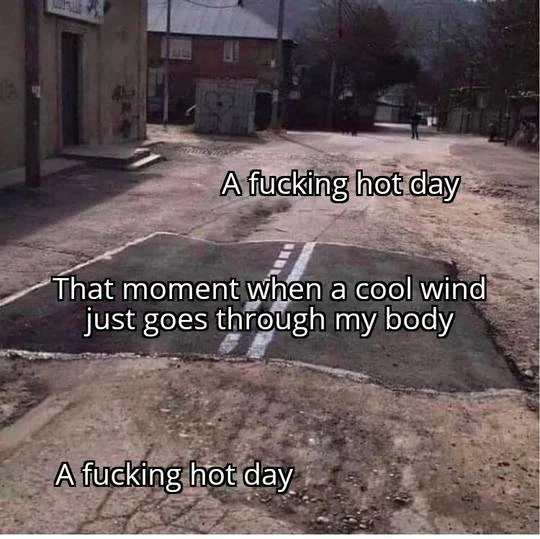 A fucking hot day
That moment when a cool wind
just goes through my body
A fucking hot day